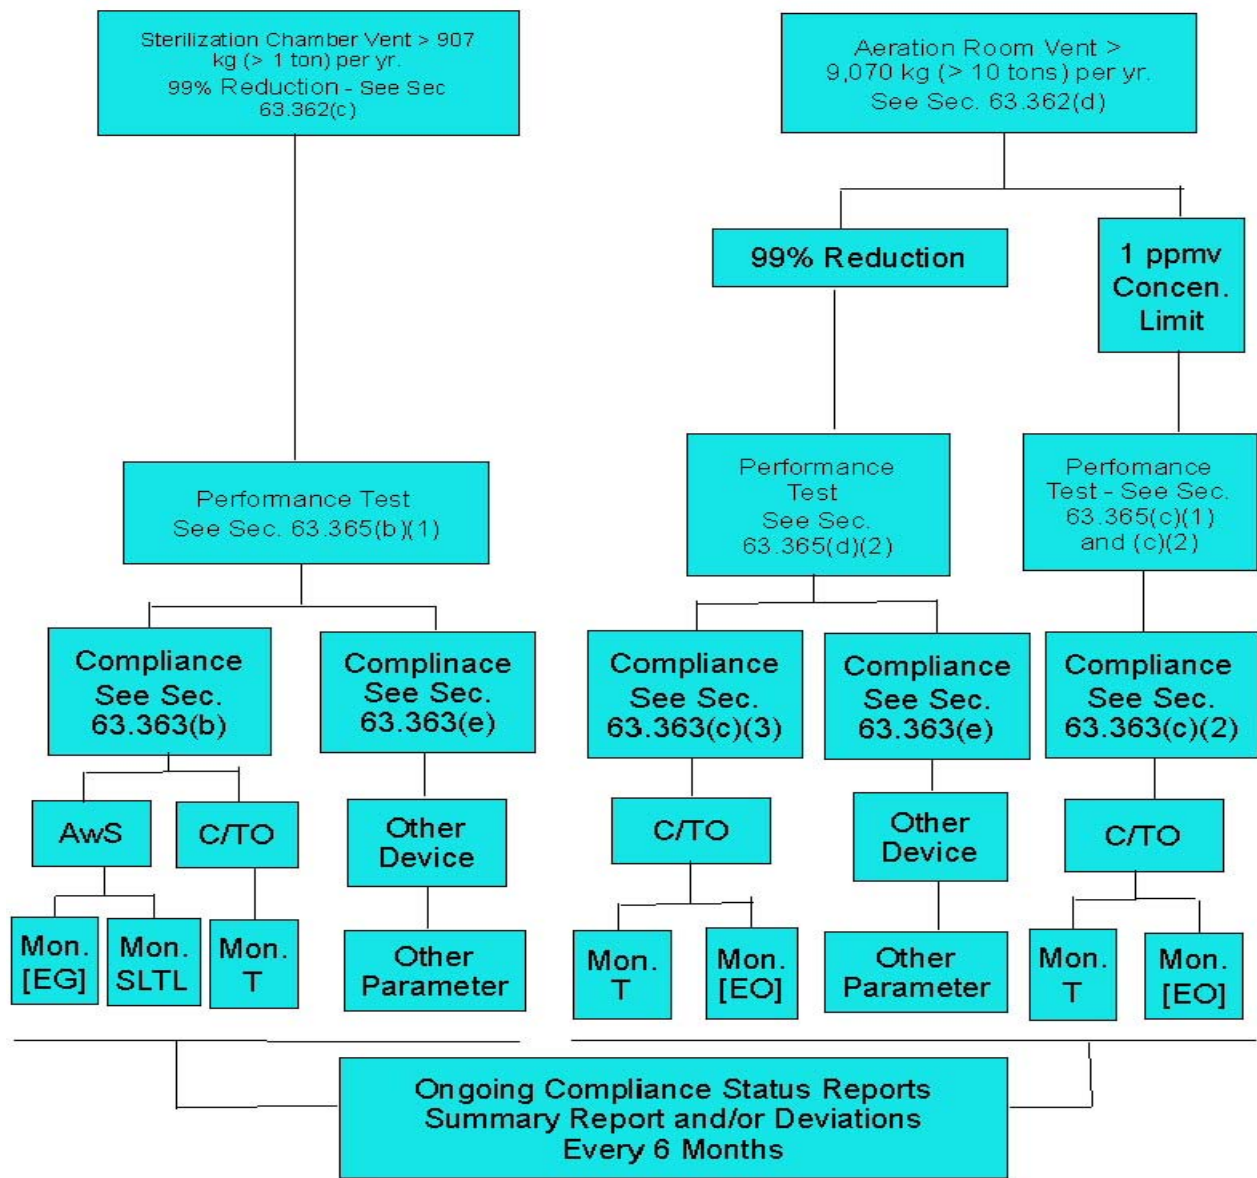 Sterilization Chamber Vent > 907
kg (> 1 ton) per yr.
99% Reduction - See Sec
63.362(c)
Aeration Room Vent >
9,070 kg (> 10 tons) per yr.
See Sec. 63.362(d)
99% Reduction
1 ppmv
Concen.
Limit
Performance Test
See Sec. 63.365(b)(1)
Performance
Test
See Sec.
63.365(d)(2)
Perfomance
Test - See Sec.
63.365(c)(1)
and (c)(2)
Compliance
See Sec.
63.363(b)
Complinace
See Sec.
63.363(e)
Compliance
See Sec.
63.363(c)(3)
Compliance
See Sec.
63.363(e)
Compliance
See Sec.
63.363(c)(2)
AwS
C/TO
Other
Device
C/TO
Other
Device
C/TO
Mon.
[EG]
Mon.
SLTL
Mon.
T
Other
Parameter
Mon.
T
Mon.
[EO]
Other
Parameter
Mon.
T
Mon.
[EO]
Ongoing Compliance Status Reports
Summary Report and/or Deviations
Every 6 Months